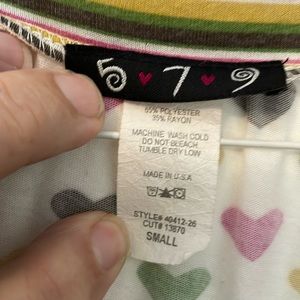 5 ♥ 7 ♥ 9
65% POLYESTER
35% RAYON
MACHINE WASH COLD
DO NOT BLEACH
TUMBLE DRY LOW
MADE IN U.S.A
STYLE# 40412-26
CUT# 13870
SMALL